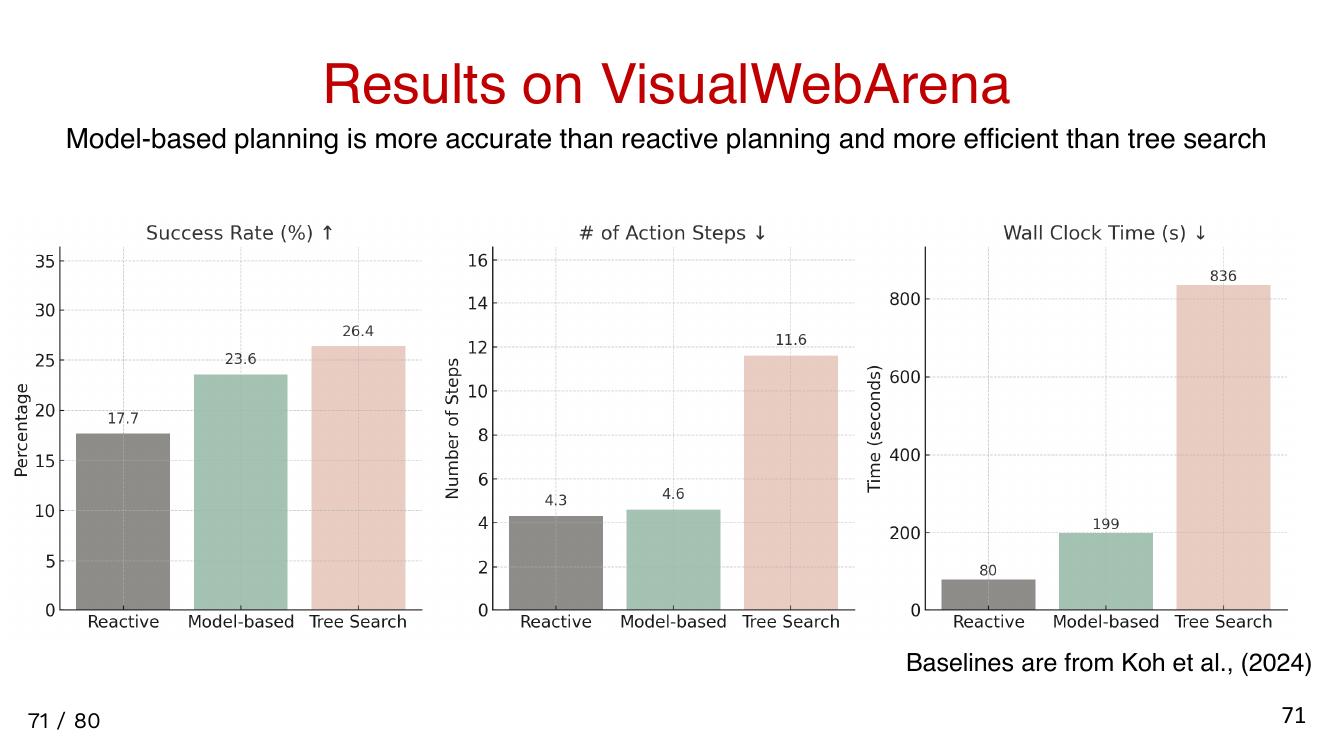 Results on VisualWebArena
Model-based planning is more accurate than reactive planning and more efficient than tree search
Success Rate (%) ↑
Percentage
35
30
25
20
15
10
5
0
17.7
23.6
26.4
Reactive
Model-based
Tree Search
# of Action Steps ↓
Number of Steps
16
14
12
10
8
6
4
2
0
4.3
4.6
11.6
Reactive
Model-based
Tree Search
Wall Clock Time (s) ↓
Time (seconds)
800
600
400
200
0
80
199
836
Reactive
Model-based
Tree Search
Baselines are from Koh et al., (2024)
71 / 80
71